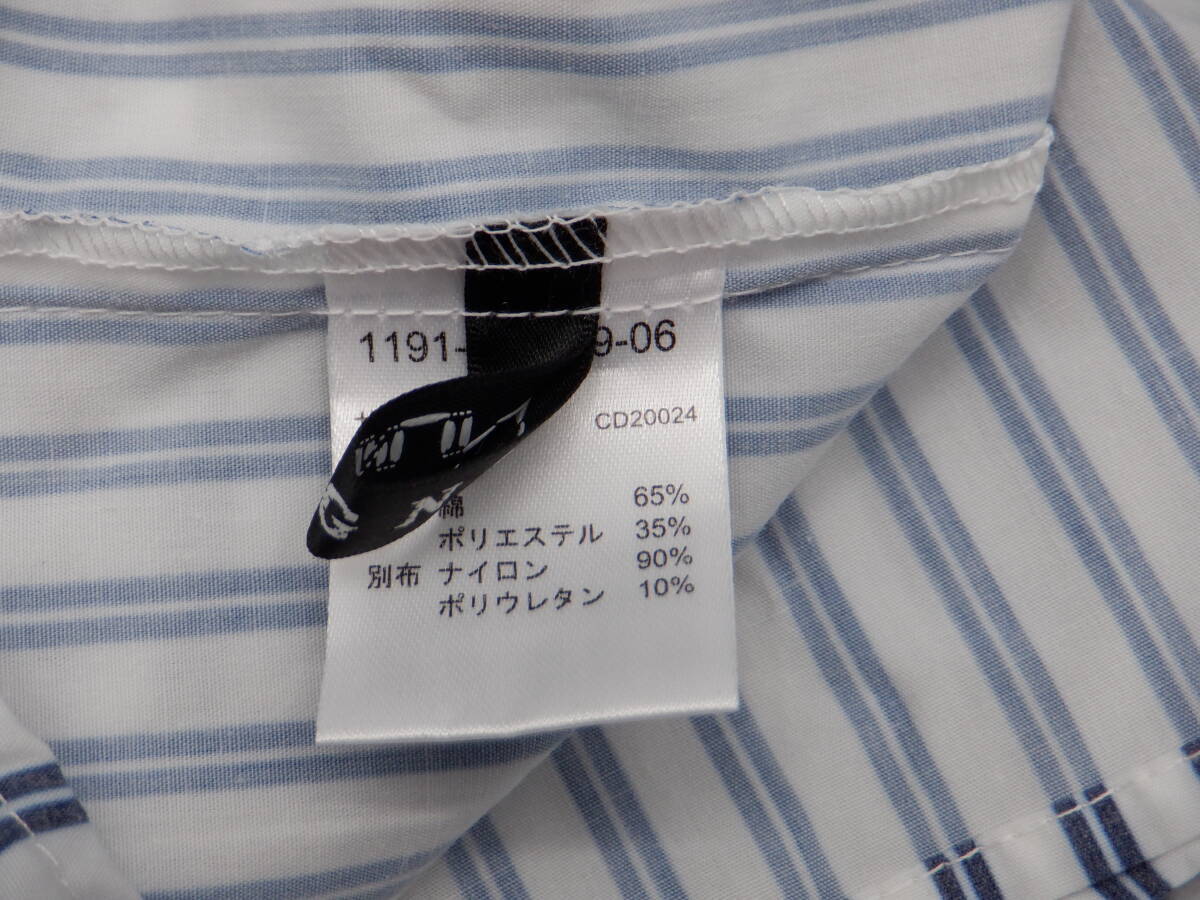 1191- 9-06
CD20024
綿 65%
ポリエステル 35%
別布 ナイロン 90%
ポリウレタン 10%